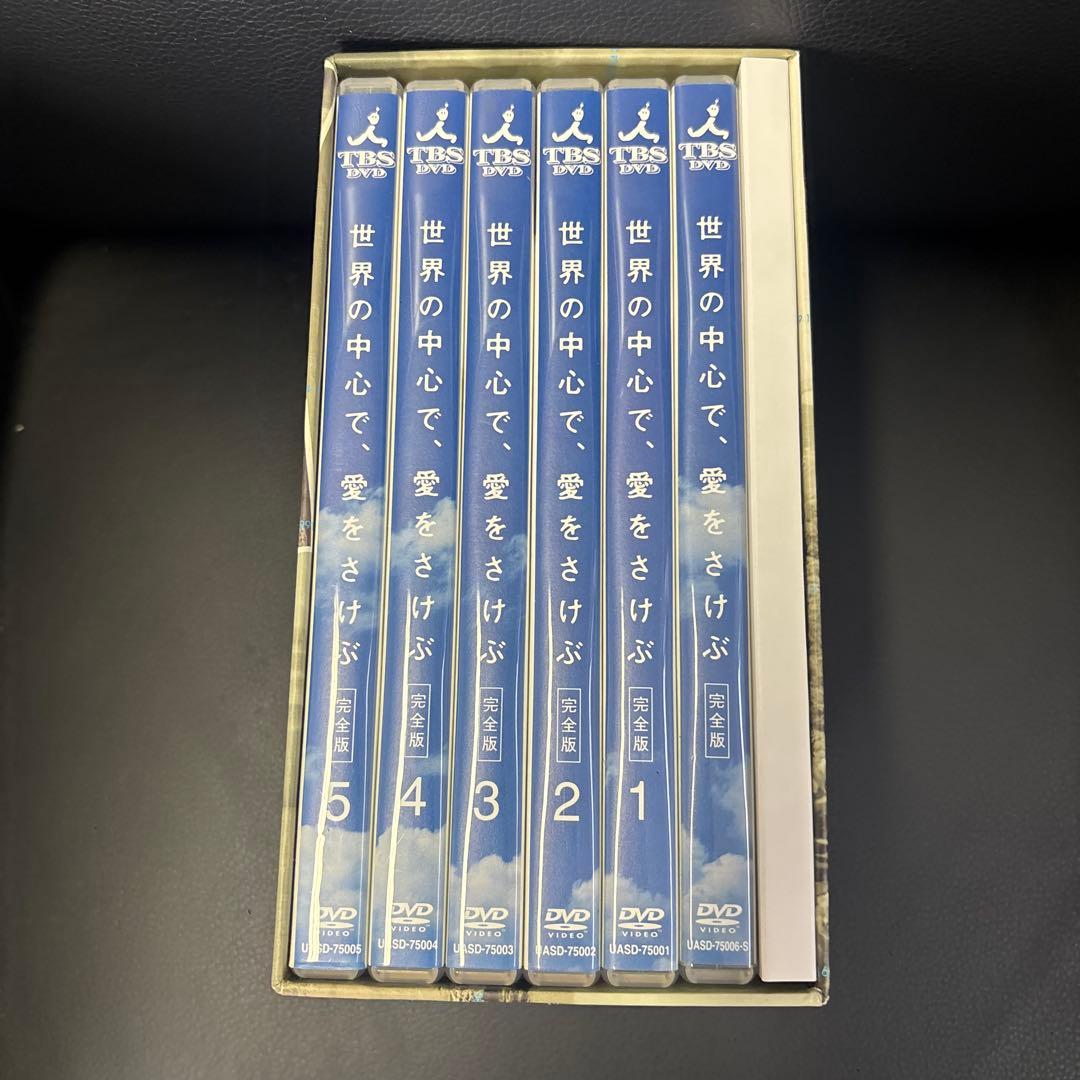 TBS
DVD
世界の中心で、愛をさけぶ
完全版
5
DVD
VIDEO
UASD-75005
TBS
DVD
世界の中心で、愛をさけぶ
完全版
4
DVD
VIDEO
UASD-75004
TBS
DVD
世界の中心で、愛をさけぶ
完全版
3
DVD
VIDEO
UASD-75003
TBS
DVD
世界の中心で、愛をさけぶ
完全版
2
DVD
VIDEO
UASD-75002
TBS
DVD
世界の中心で、愛をさけぶ
完全版
1
DVD
VIDEO
UASD-75001
TBS
DVD
世界の中心で、愛をさけぶ
完全版
DVD
VIDEO
UASD-75006-S